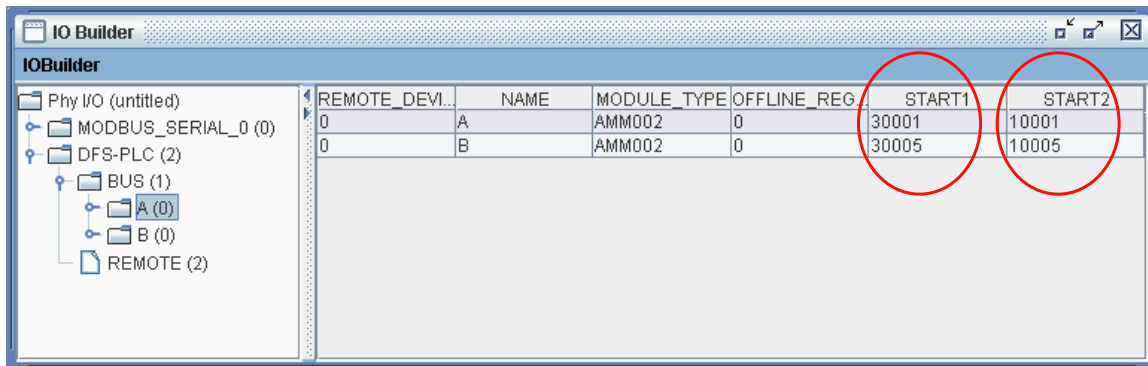 IO Builder
IOBuilder
Phy I/O (untitled)
MODBUS_SERIAL_0 (0)
DFS-PLC (2)
BUS (1)
A (0)
B (0)
REMOTE (2)
REMOTE_DEVI... NAME MODULE_TYPE OFFLINE_REG... START1 START2
0 A AMM002 0 30001 10001
0 B AMM002 0 30005 10005